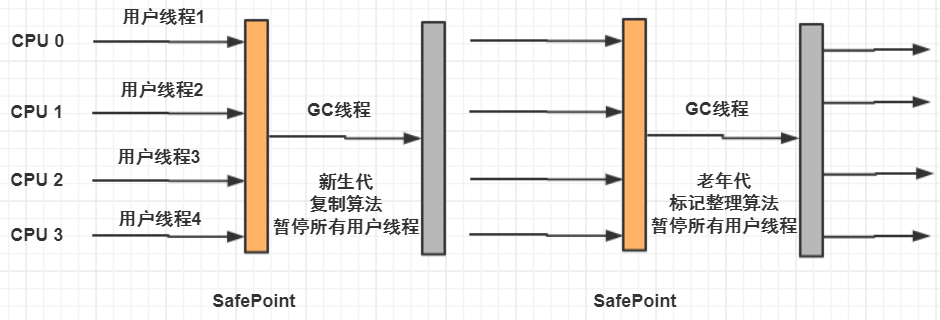 CPU 0
用户线程1
CPU 1
用户线程2
CPU 2
用户线程3
CPU 3
用户线程4
GC线程
新生代
复制算法
暂停所有用户线程
SafePoint
GC线程
老年代
标记整理算法
暂停所有用户线程
SafePoint